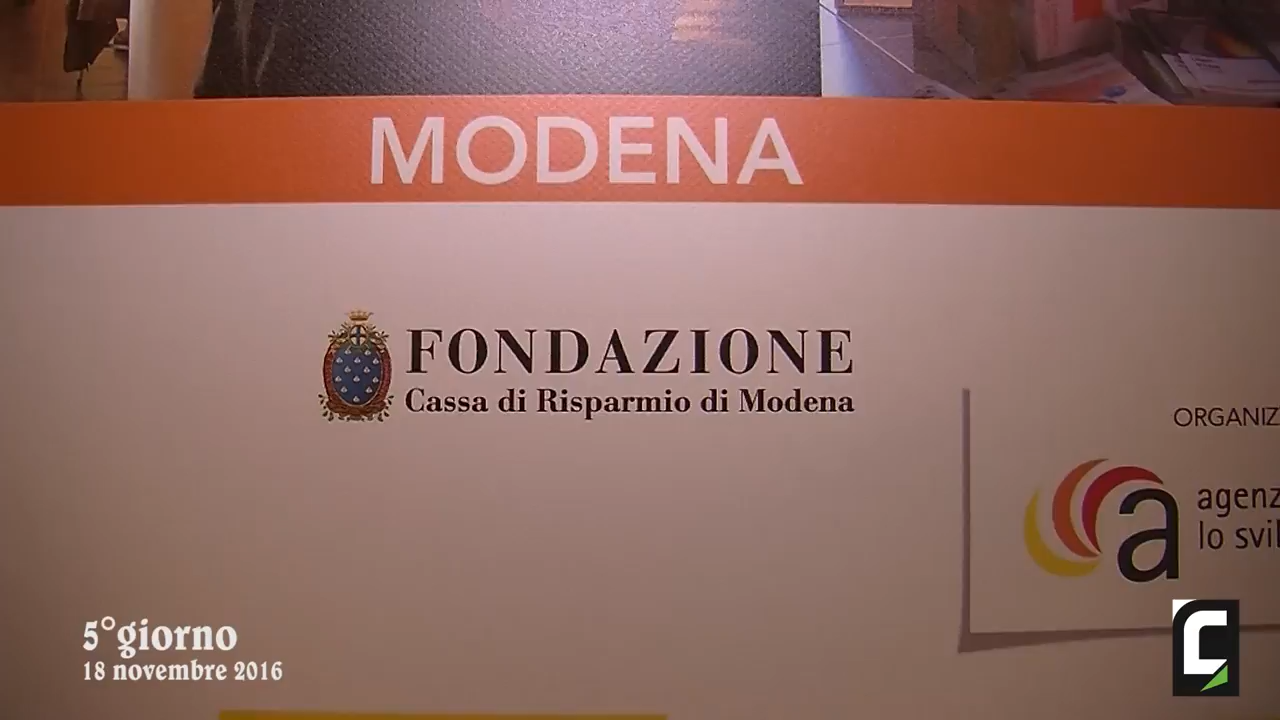 MODENA
FONDAZIONE
Cassa di Risparmio di Modena
ORGANIZ
agenz
lo svil
5°giorno
18 novembre 2016